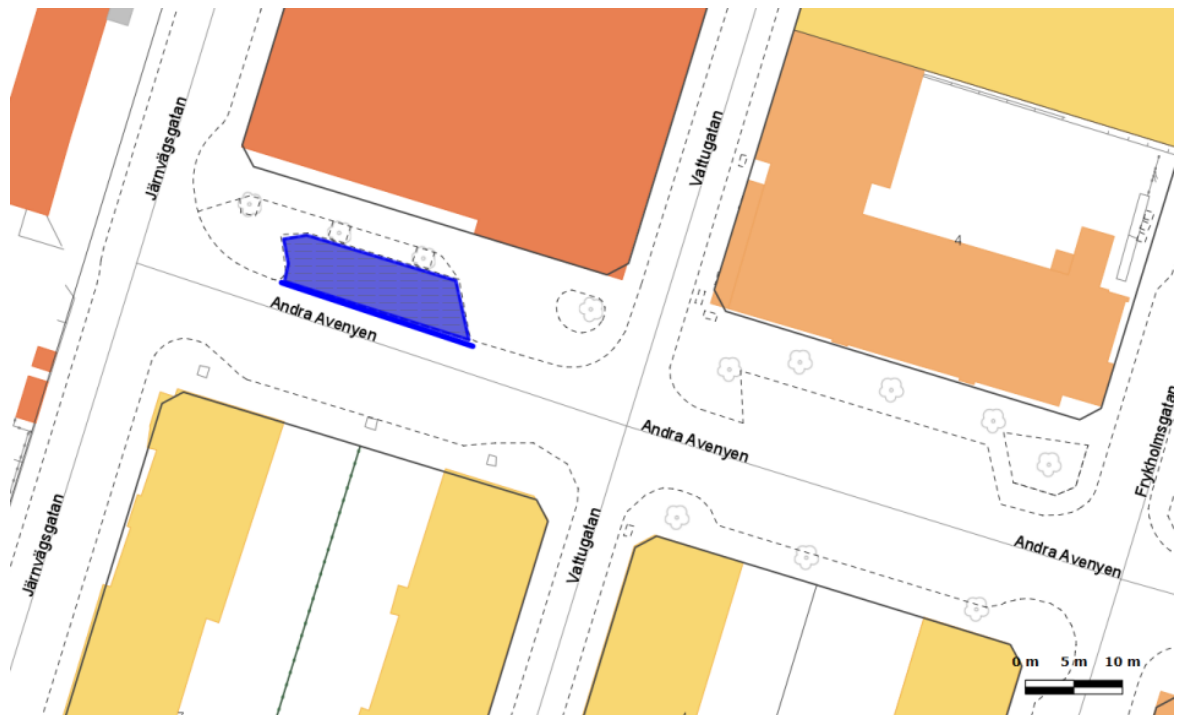 Järnvägsgatan
Vattugatan
4
Andra Avenyen
Andra Avenyen
Frykholmsgatan
Järnvägsgatan
Vattugatan
Andra Avenyen
0 m 5 m 10 m